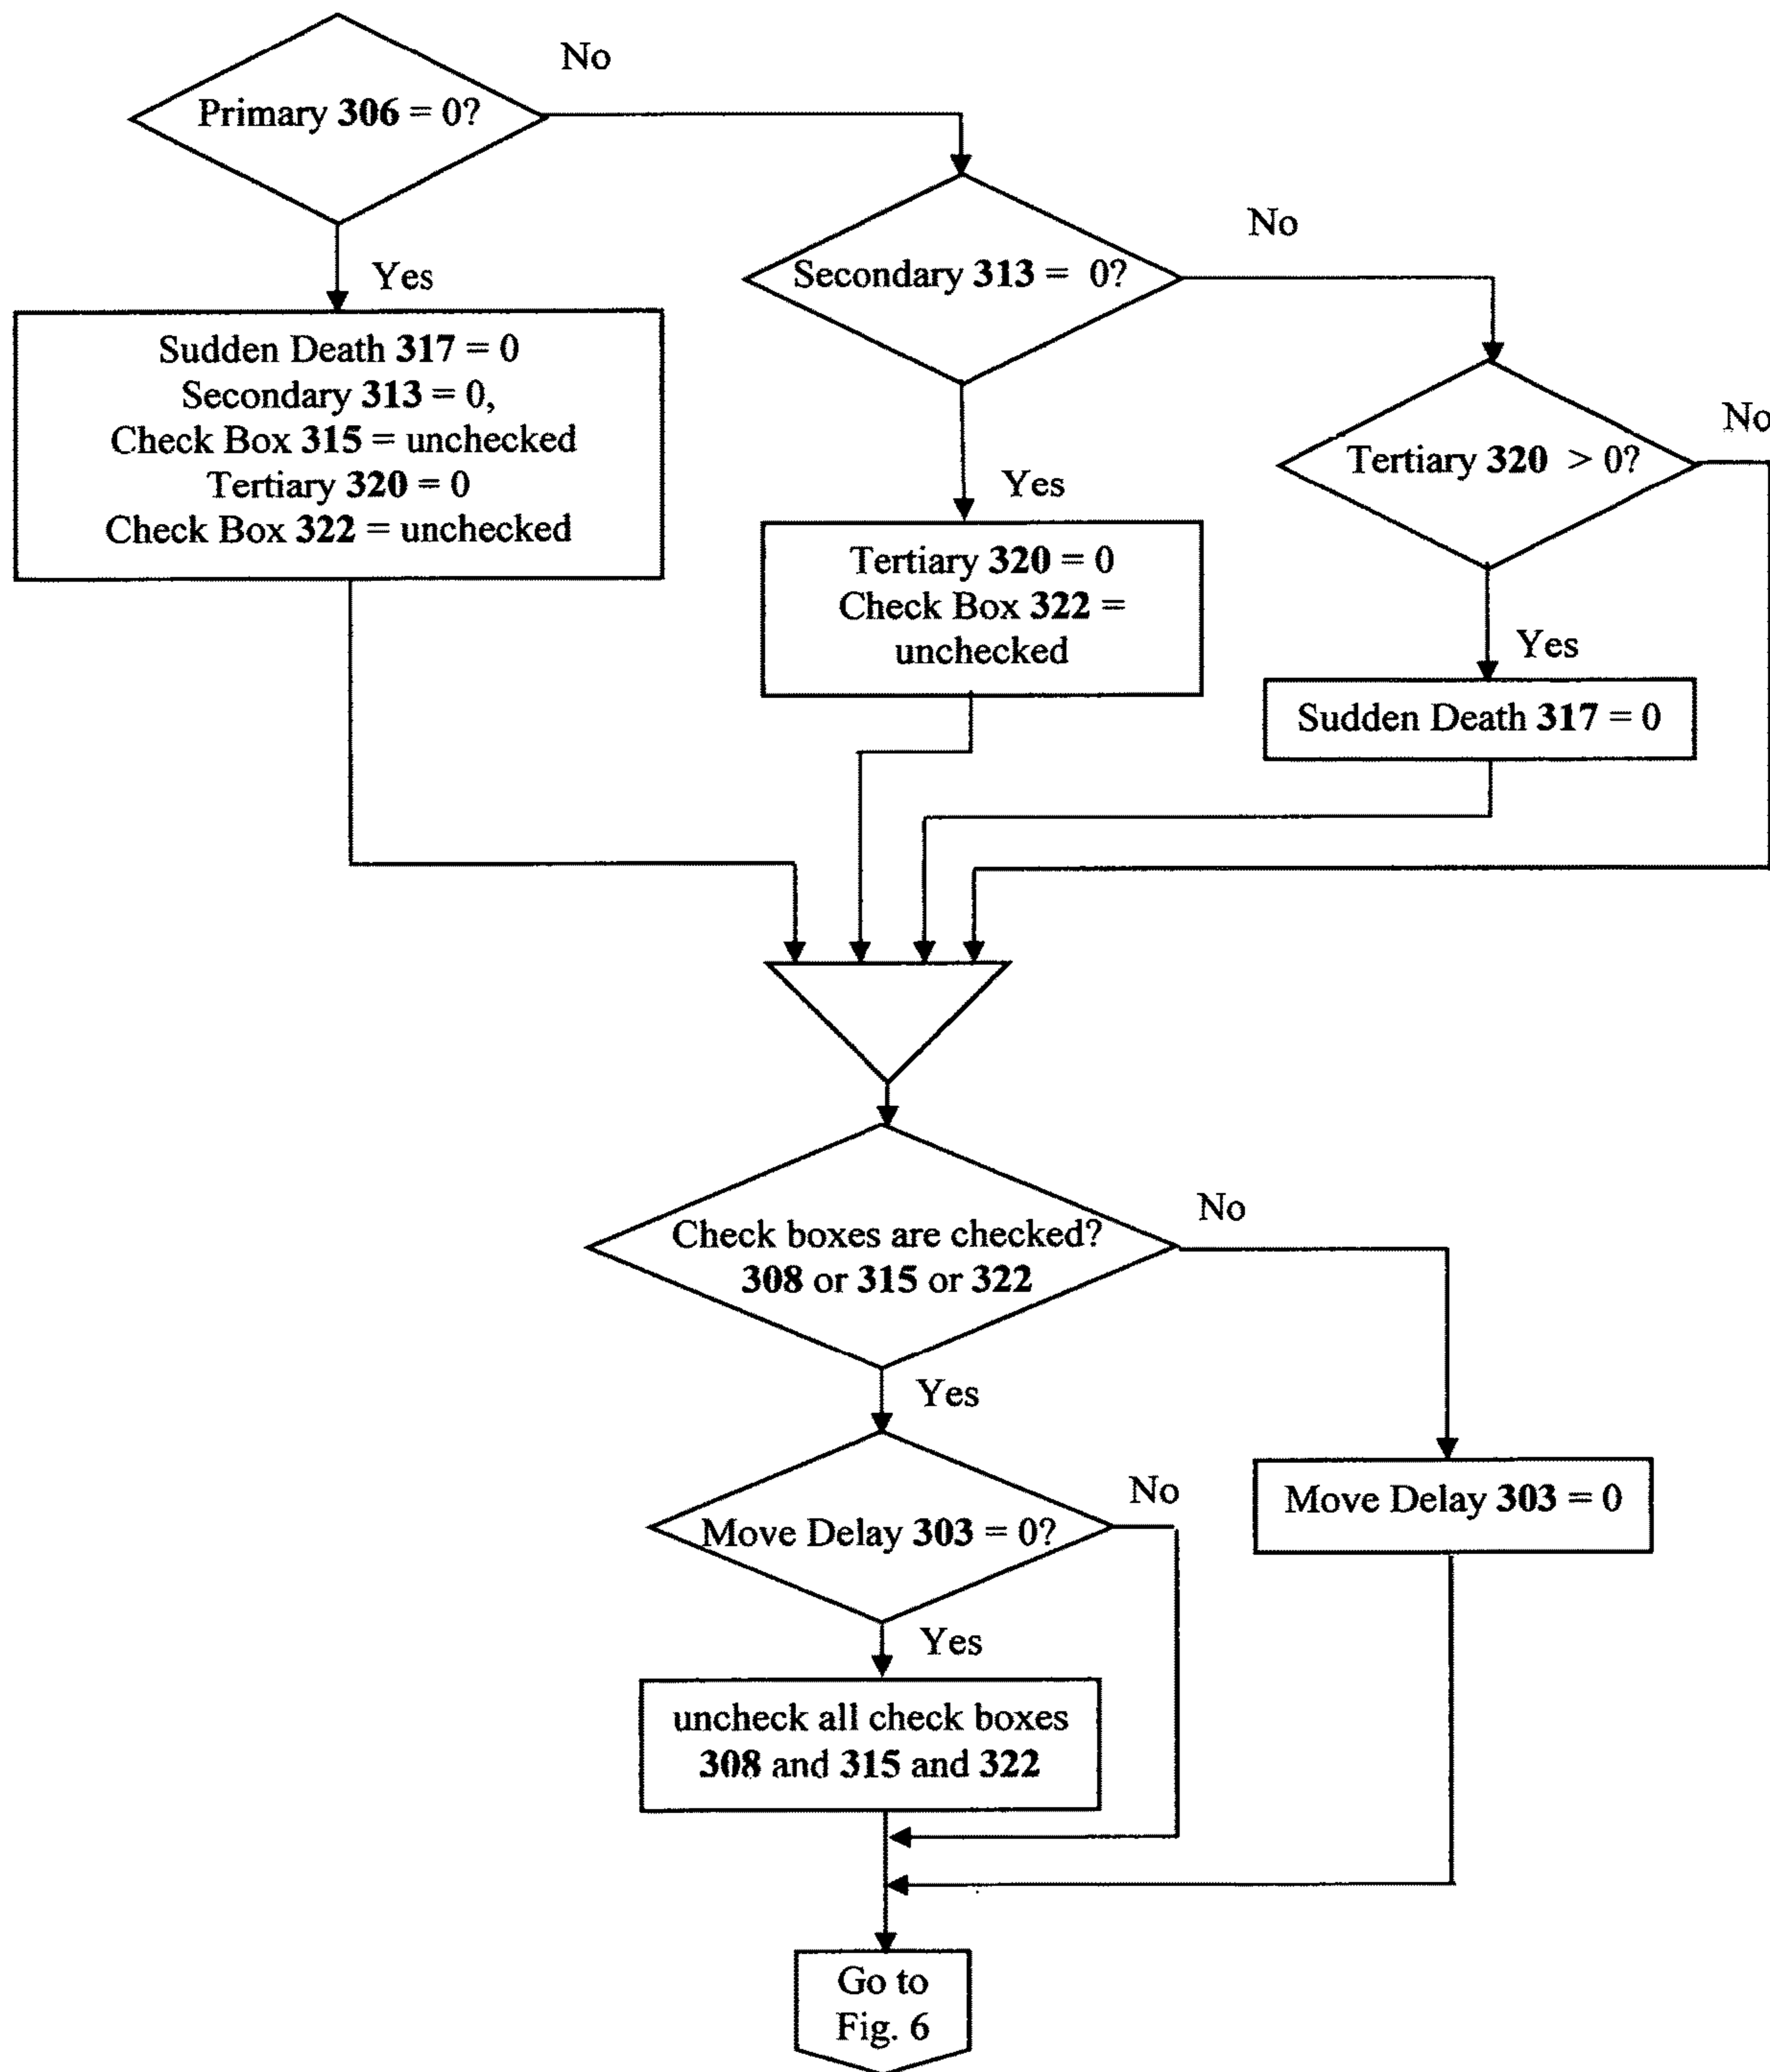 No
Primary 306 = 0?
No
Secondary 313 = 0?
Yes
Sudden Death 317 = 0
Secondary 313 = 0,
Check Box 315 = unchecked
Tertiary 320 = 0
Check Box 322 = unchecked
No
Tertiary 320 > 0?
Yes
Tertiary 320 = 0
Check Box 322 =
unchecked
Yes
Sudden Death 317 = 0
No
Check boxes are checked?
308 or 315 or 322
Yes
No
Move Delay 303 = 0?
Move Delay 303 = 0
Yes
uncheck all check boxes
308 and 315 and 322
Go to
Fig. 6